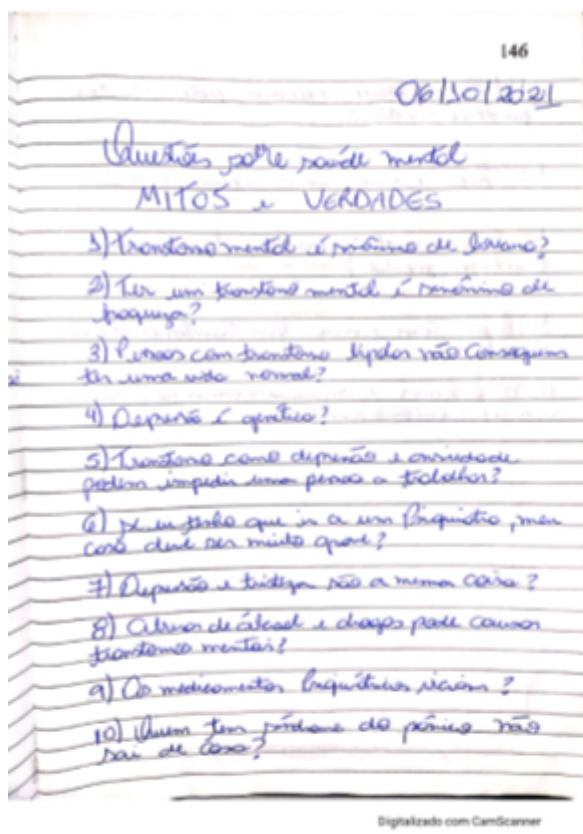 146
06/10/2021
Questões sobre saúde mental
MITOS e VERDADES
1) Transtorno mental é sinônimo de loucura?
2) Ter um transtorno mental é sinônimo de
fraqueza?
3) Pessoas com transtorno bipolar não conseguem
ter uma vida normal?
4) Depressão é genética?
5) Transtorno como depressão e ansiedade
podem impedir uma pessoa a trabalhar?
6) Se eu tenho que ir a um Psiquiatra, meu
caso deve ser muito grave?
7) Depressão e tristeza são a mesma coisa?
8) Abuso de álcool e drogas pode causar
transtornos mentais?
9) Os medicamentos viciam?
10) Quem tem síndrome do pânico não
sai de casa?
Digitalizado com CamScanner